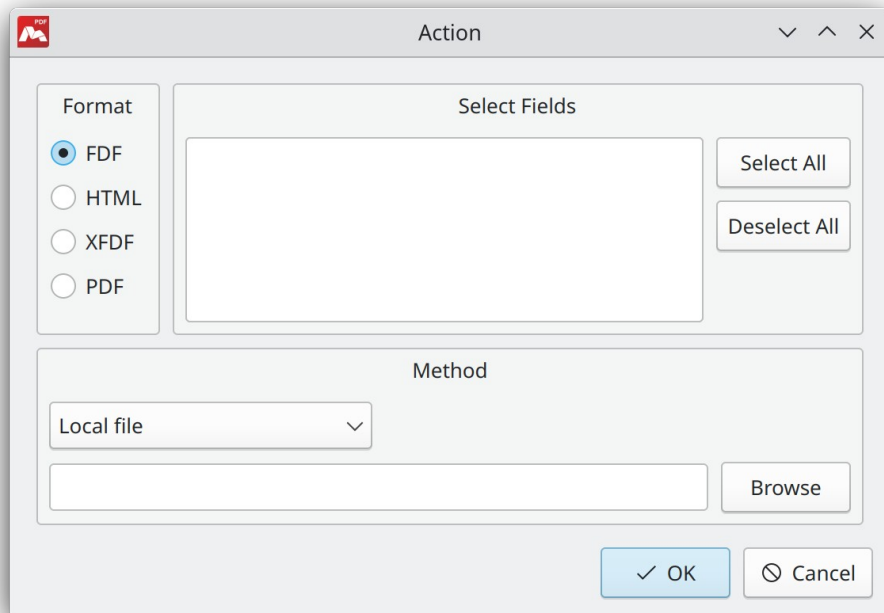 PDF
Action
Format
FDF
HTML
XFDF
PDF
Select Fields
Select All
Deselect All
Method
Local file
Browse
OK
Cancel